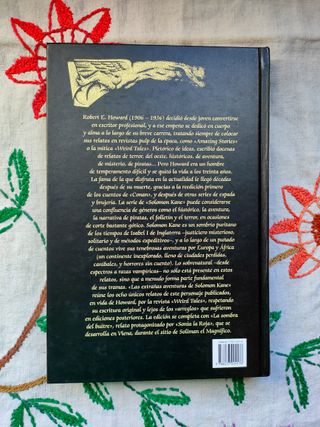 Robert E. Howard (1906 - 1936) decidió desde joven convertirse
en escritor profesional, y a ese empeño se dedicó en cuerpo
y alma a lo largo de su breve carrera, tratando siempre de colocar
sus relatos en revistas pulp de la época, como «Amazing Stories»
o la mítica «Weird Tales». Pletórico de ideas, escribió docenas
de relatos de terror, del oeste, históricos, de aventura,
de misterio, de piratas... Pero Howard era un hombre
de temperamento difícil y se quitó la vida a los treinta años.
La fama de la que disfruta en la actualidad le llegó décadas
después de su muerte, gracias a la reedición primero
de los cuentos de «Conan», y después de otras series de espada
y brujería. La serie de «Solomon Kane» puede considerarse
una confluencia de géneros como el histórico, la aventura,
la narrativa de piratas, el folletín y el terror, en ocasiones
de corte bastante gótico. Solomon Kane es un sombrío puritano
de los tiempos de Isabel I de Inglaterra —justiciero misterioso,
solitario y de métodos expeditivos—, y a lo largo de un puñado
de cuentos vive sus tenebrosas aventuras por Europa y África
(un continente inexplorado, lleno de ciudades perdidas,
caníbales, y horrores sin cuento). Lo sobrenatural —desde
espectros a razas vampíricas— no sólo está presente en estos
relatos, sino que a menudo forma parte fundamental
de sus tramas. «Las extrañas aventuras de Solomon Kane»
reúne los ocho únicos relatos de este personaje publicados,
en vida de Howard, por la revista «Weird Tales», respetando
su escritura original y lejos de los «arreglos» que sufrieron
en ediciones posteriores. La edición se completa con «La sombra
del buitre», relato protagonizado por «Sonia la Roja», que se
desarrolla en Viena, durante el sitio de Solimán el Magnífico.